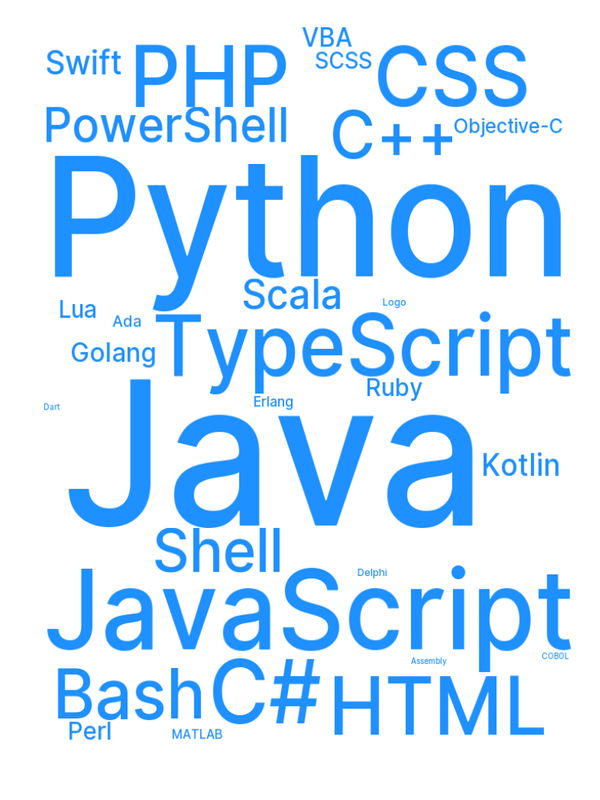 VBA
Swift
PHP
SCSS
CSS
PowerShell
C++
Objective-C
Python
Scala
Lua
Logo
Ada
TypeScript
Golang
Ruby
Erlang
Dart
Java
Kotlin
Shell
Delphi
JavaScript
Assembly
COBOL
Bash
C#
HTML
Perl
MATLAB